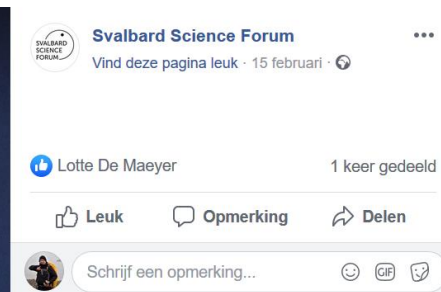 SVALBARD
SCIENCE
FORUM
Svalbard Science Forum
Vind deze pagina leuk · 15 februari ·
Lotte De Maeyer
1 keer gedeeld
Leuk
Opmerking
Delen
Schrijf een opmerking...
GIF